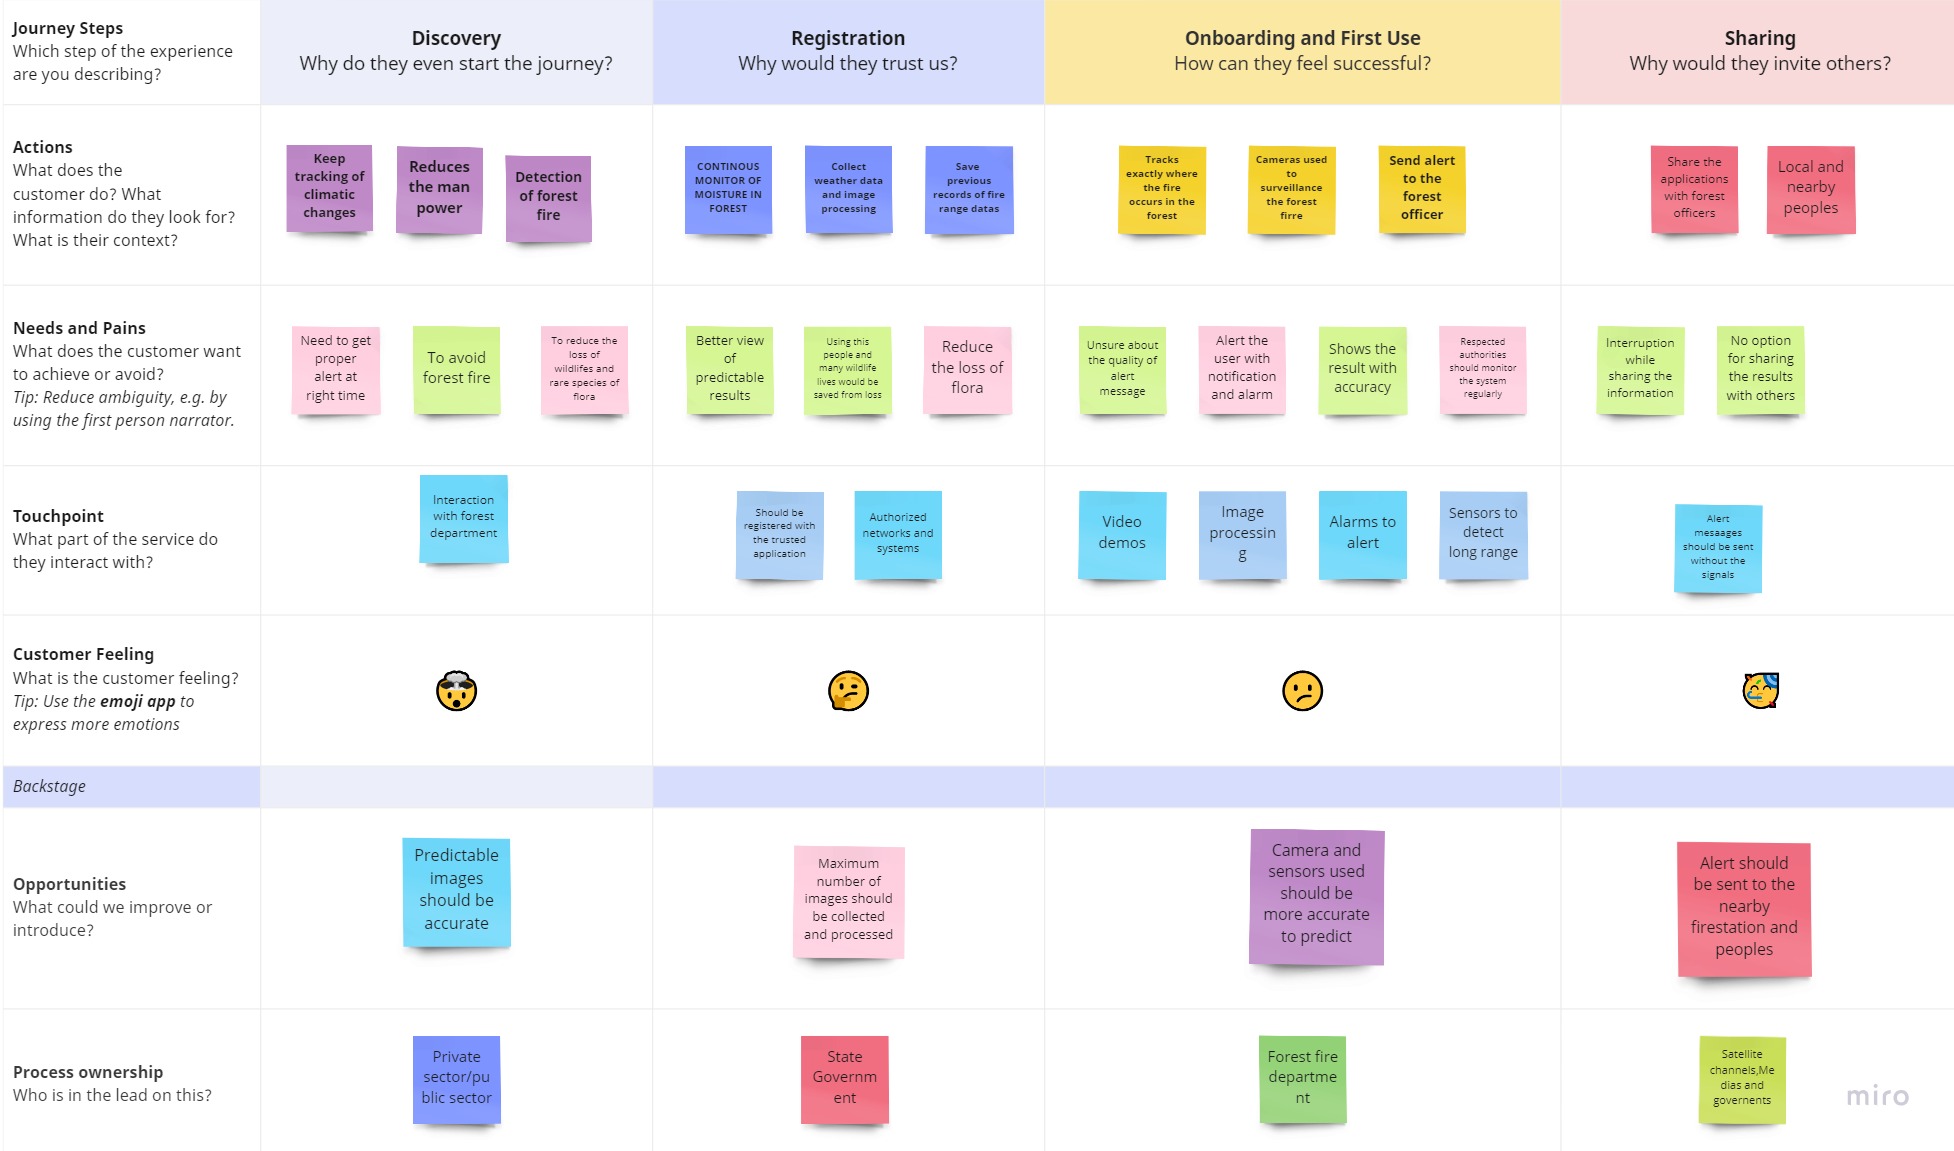 Journey Steps
Which step of the experience
are you describing?
Discovery
Why do they even start the journey?
Registration
Why would they trust us?
Onboarding and First Use
How can they feel successful?
Sharing
Why would they invite others?
Actions
What does the
customer do? What
information do they look for?
What is their context?
Keep
tracking of
climatic
changes
Reduces
the man
power
Detection
of forest
fire
CONTINOUS
MONITOR OF
MOISTURE IN
FOREST
Collect
weather data
and image
processing
Save
previous
records of fire
range datas
Tracks
exactly where
the fire
occurs in the
forest
Cameras used
to
surveillance
the forest
firre
Send alert
to the
forest
officer
Share the
applications
with forest
officers
Local and
nearby
peoples
Needs and Pains
What does the customer want
to achieve or avoid?
Tip: Reduce ambiguity, e.g. by
using the first person narrator.
Need to get
proper
alert at
right time
To avoid
forest fire
To reduce the
loss of
wildlifes and
rare species of
flora
Better view
of
predictable
results
Using this
people and
many wildlife
lives would be
saved from loss
Reduce
the loss of
flora
Unsure about
the quality of
alert
message
Alert the
user with
notification
and alarm
Shows the
result with
accuracy
Respected
authorities
should monitor
the system
regularly
Interruption
while
sharing the
information
No option
for sharing
the results
with others
Touchpoint
What part of the service do
they interact with?
Interaction
with forest
department
Should be
registered with
the trusted
application
Authorized
networks and
systems
Video
demos
Image
processin
g
Alarms to
alert
Sensors to
detect
long range
Alert
mesaages
should be sent
without the
signals
Customer Feeling
What is the customer feeling?
Tip: Use the emoji app to
express more emotions
Backstage
Opportunities
What could we improve or
introduce?
Predictable
images
should be
accurate
Maximum
number of
images should
be collected
and processed
Camera and
sensors used
should be
more accurate
to predict
Alert should
be sent to the
nearby
firestation and
peoples
Process ownership
Who is in the lead on this?
Private
sector/pu
blic sector
State
Governm
ent
Forest fire
departme
nt
Satellite
channels,Me
dias and
governents
miro